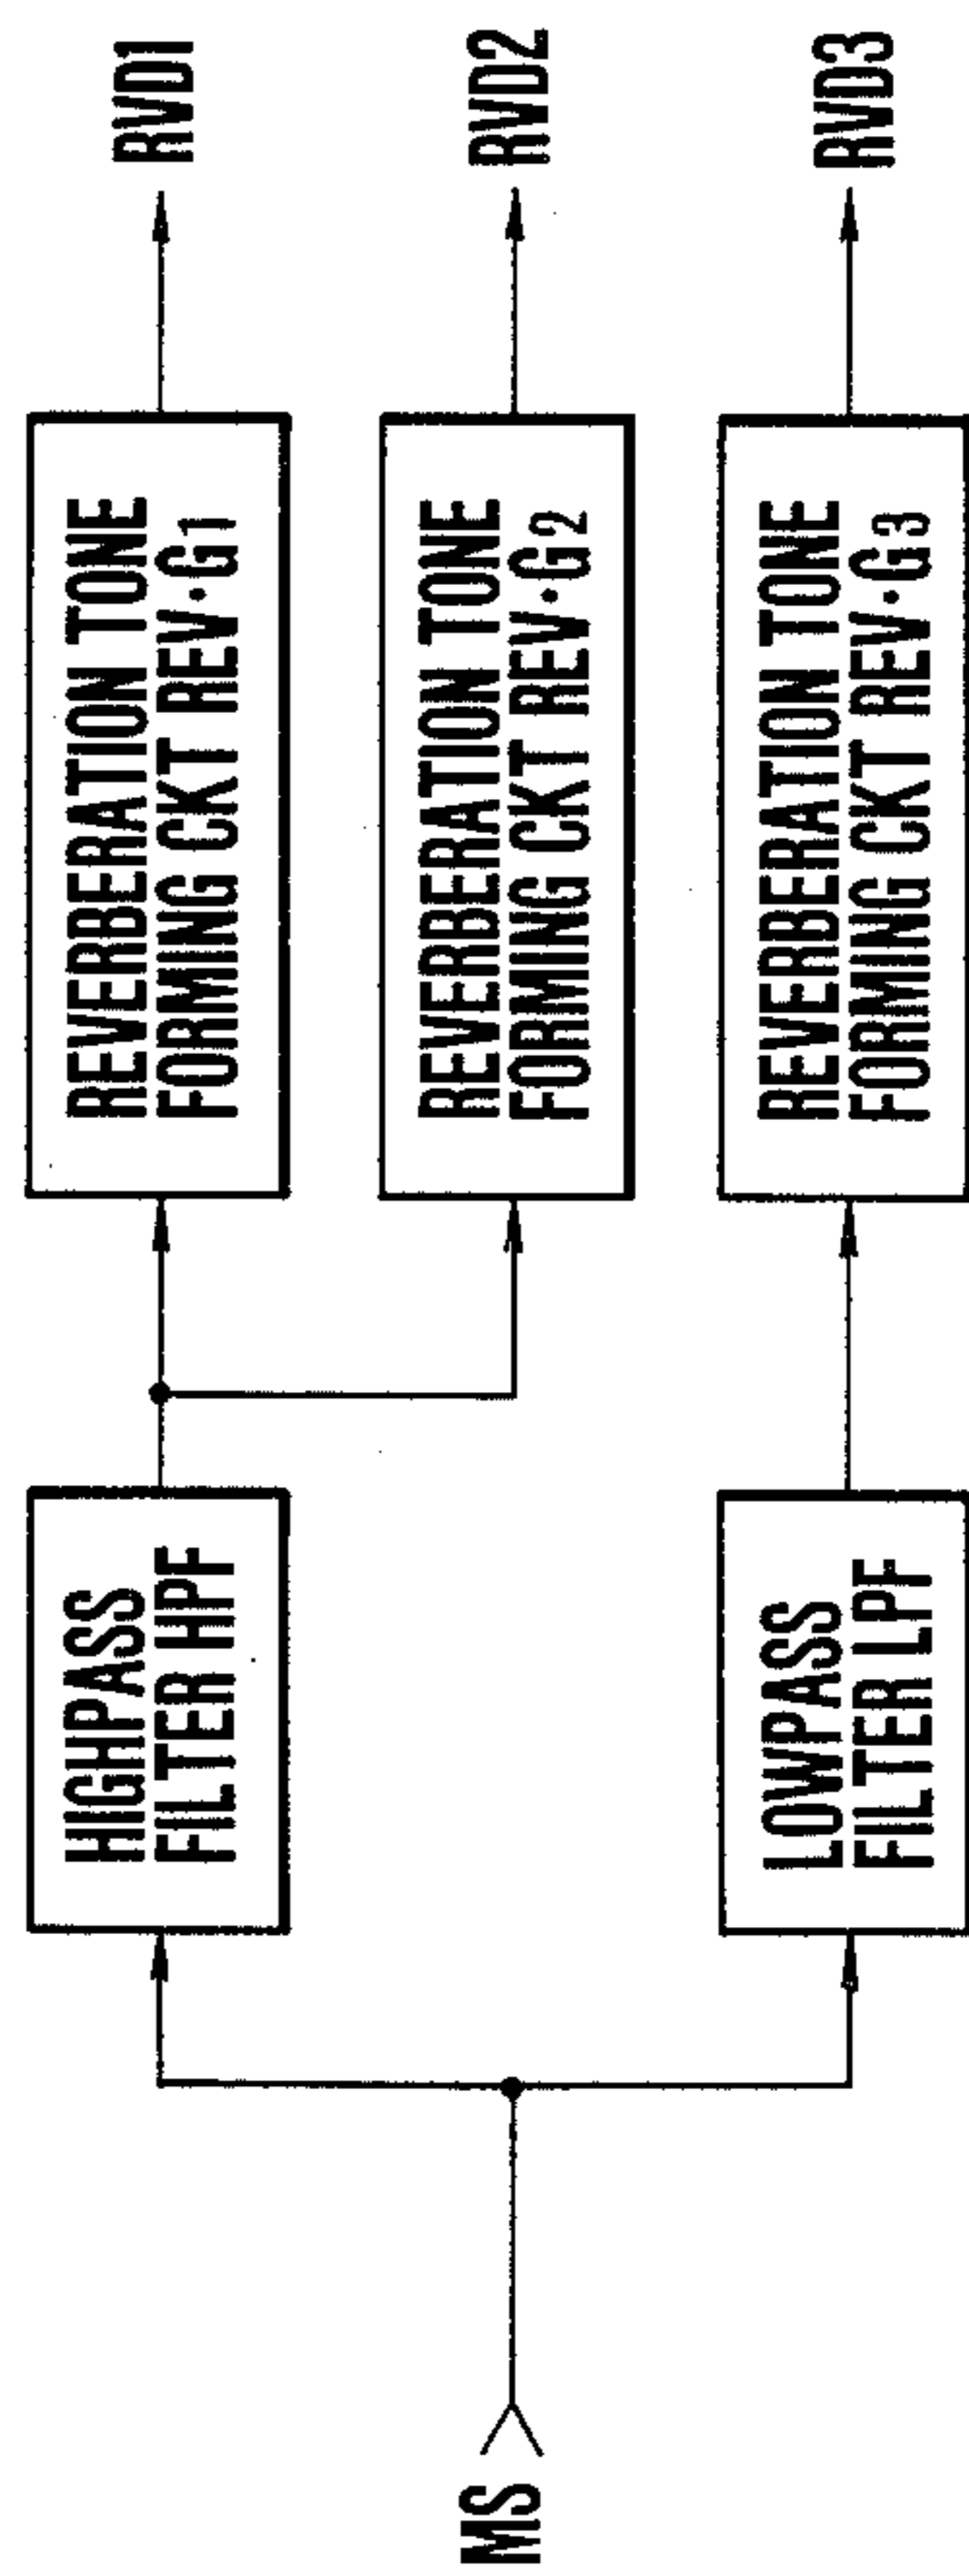 MS
HIGHPASS
FILTER HPF
REVERBERATION TONE
FORMING CKT REV·G1
RVD1
REVERBERATION TONE
FORMING CKT REV·G2
RVD2
LOWPASS
FILTER LPF
REVERBERATION TONE
FORMING CKT REV·G3
RVD3